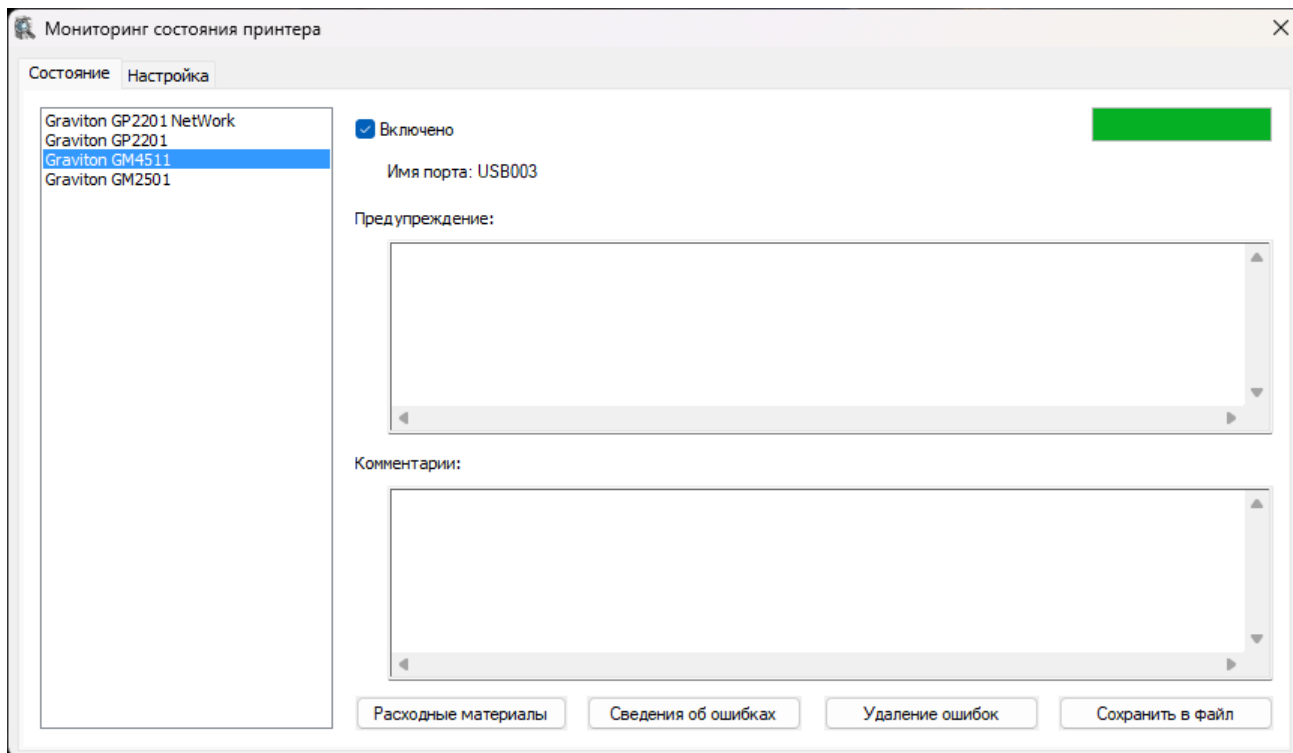 Мониторинг состояния принтера
Состояние Настройка
Graviton GP2201 NetWork
Graviton GP2201
Graviton GM4511
Graviton GM2501
Включено
Имя порта: USB003
Предупреждение:
Комментарии:
Расходные материалы Сведения об ошибках Удаление ошибок Сохранить в файл